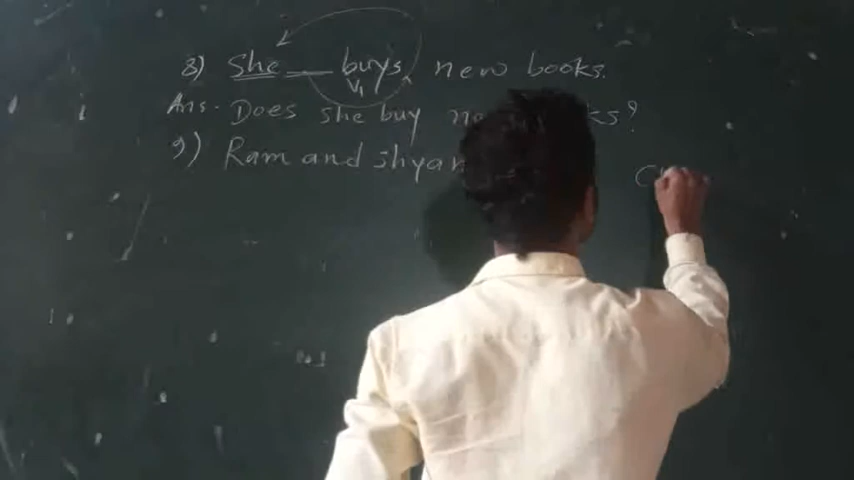 8) She buys new books.
V1
Ans. Does she buy
9) Ram and shyam